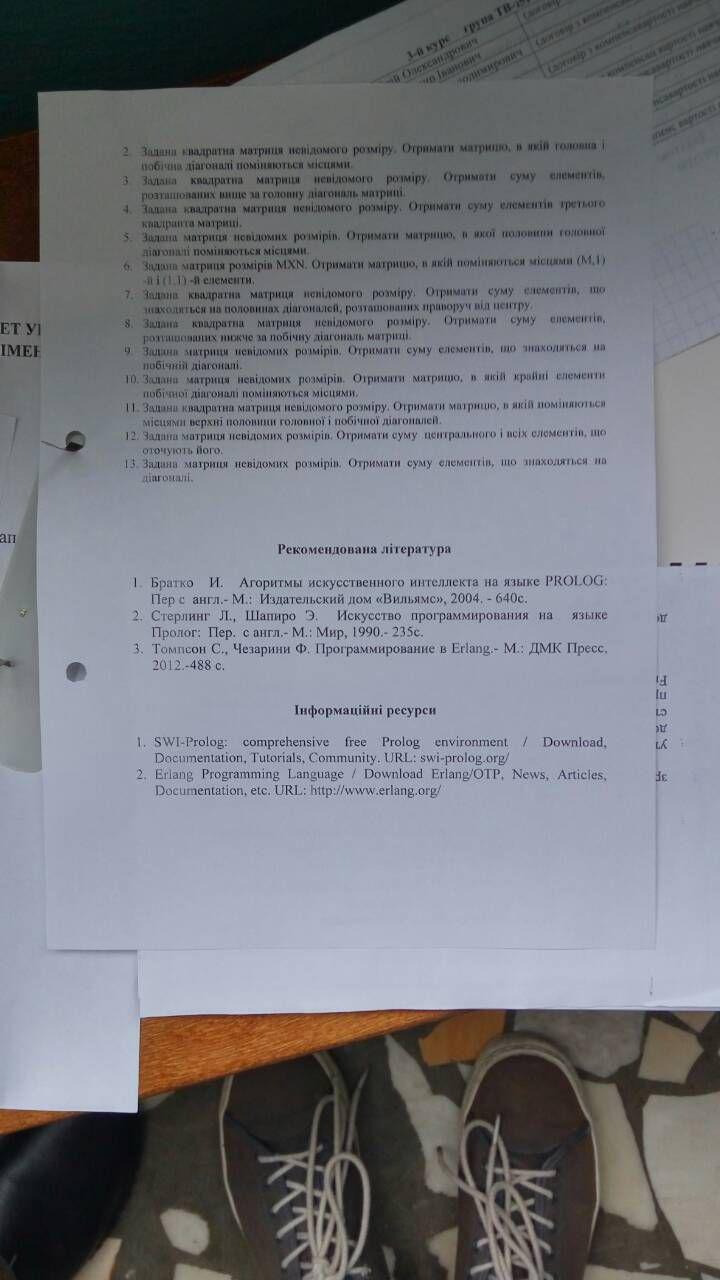 3-й курс група ТВ-
Олександрович
Іванович
2. Задана квадратна матриця невідомого розміру. Отримати матрицю, в якій головна і
побічна діагоналі поміняються місцями.
3. Задана квадратна матриця невідомого розміру. Отримати суму елементів,
розташованих вище за головну діагональ матриці.
4. Задана квадратна матриця невідомого розміру. Отримати суму елементів третього
квадранта матриці.
5. Задана матриця невідомих розмірів. Отримати матрицю, в якої половини головної
діагоналі поміняються місцями.
6. Задана матриця розмірів МХN. Отримати матрицю, в якій поміняються місцями (М,1)
-й і (1,1) -й елементи.
7. Задана квадратна матриця невідомого розміру. Отримати суму елементів, що
знаходяться на половинах діагоналей, розташованих праворуч від центру.
8. Задана квадратна матриця невідомого розміру. Отримати суму елементів,
розташованих нижче за побічну діагональ матриці.
9. Задана матриця невідомих розмірів. Отримати суму елементів, що знаходяться на
побічній діагоналі.
10. Задана матриця невідомих розмірів. Отримати матрицю, в якій крайні елементи
побічної діагоналі поміняються місцями.
11. Задана квадратна матриця невідомого розміру. Отримати матрицю, в якій поміняються
місцями верхні половини головної і побічної діагоналей.
12. Задана матриця невідомих розмірів. Отримати суму центрального і всіх елементів, що
оточують його.
13. Задана матриця невідомих розмірів. Отримати суму елементів, що знаходяться на
діагоналі.
Рекомендована література
1. Братко И. Агоритмы искусственного интеллекта на языке PROLOG:
Пер с англ.- М.: Издательский дом «Вильямс», 2004. - 640с.
2. Стерлинг Л., Шапиро Э. Искусство программирования на языке
Пролог: Пер. с англ.- М.: Мир, 1990.- 235с.
3. Томпсон С., Чезарини Ф. Программирование в Erlang.- М.: ДМК Пресс,
2012.-488 с.
Інформаційні ресурси
1. SWI-Prolog: comprehensive free Prolog environment / Download,
Documentation, Tutorials, Community. URL: swi-prolog.org/
2. Erlang Programming Language / Download Erlang/OTP, News, Articles,
Documentation, etc. URL: http://www.erlang.org/
ЕТ УК
ІМЕН
ап